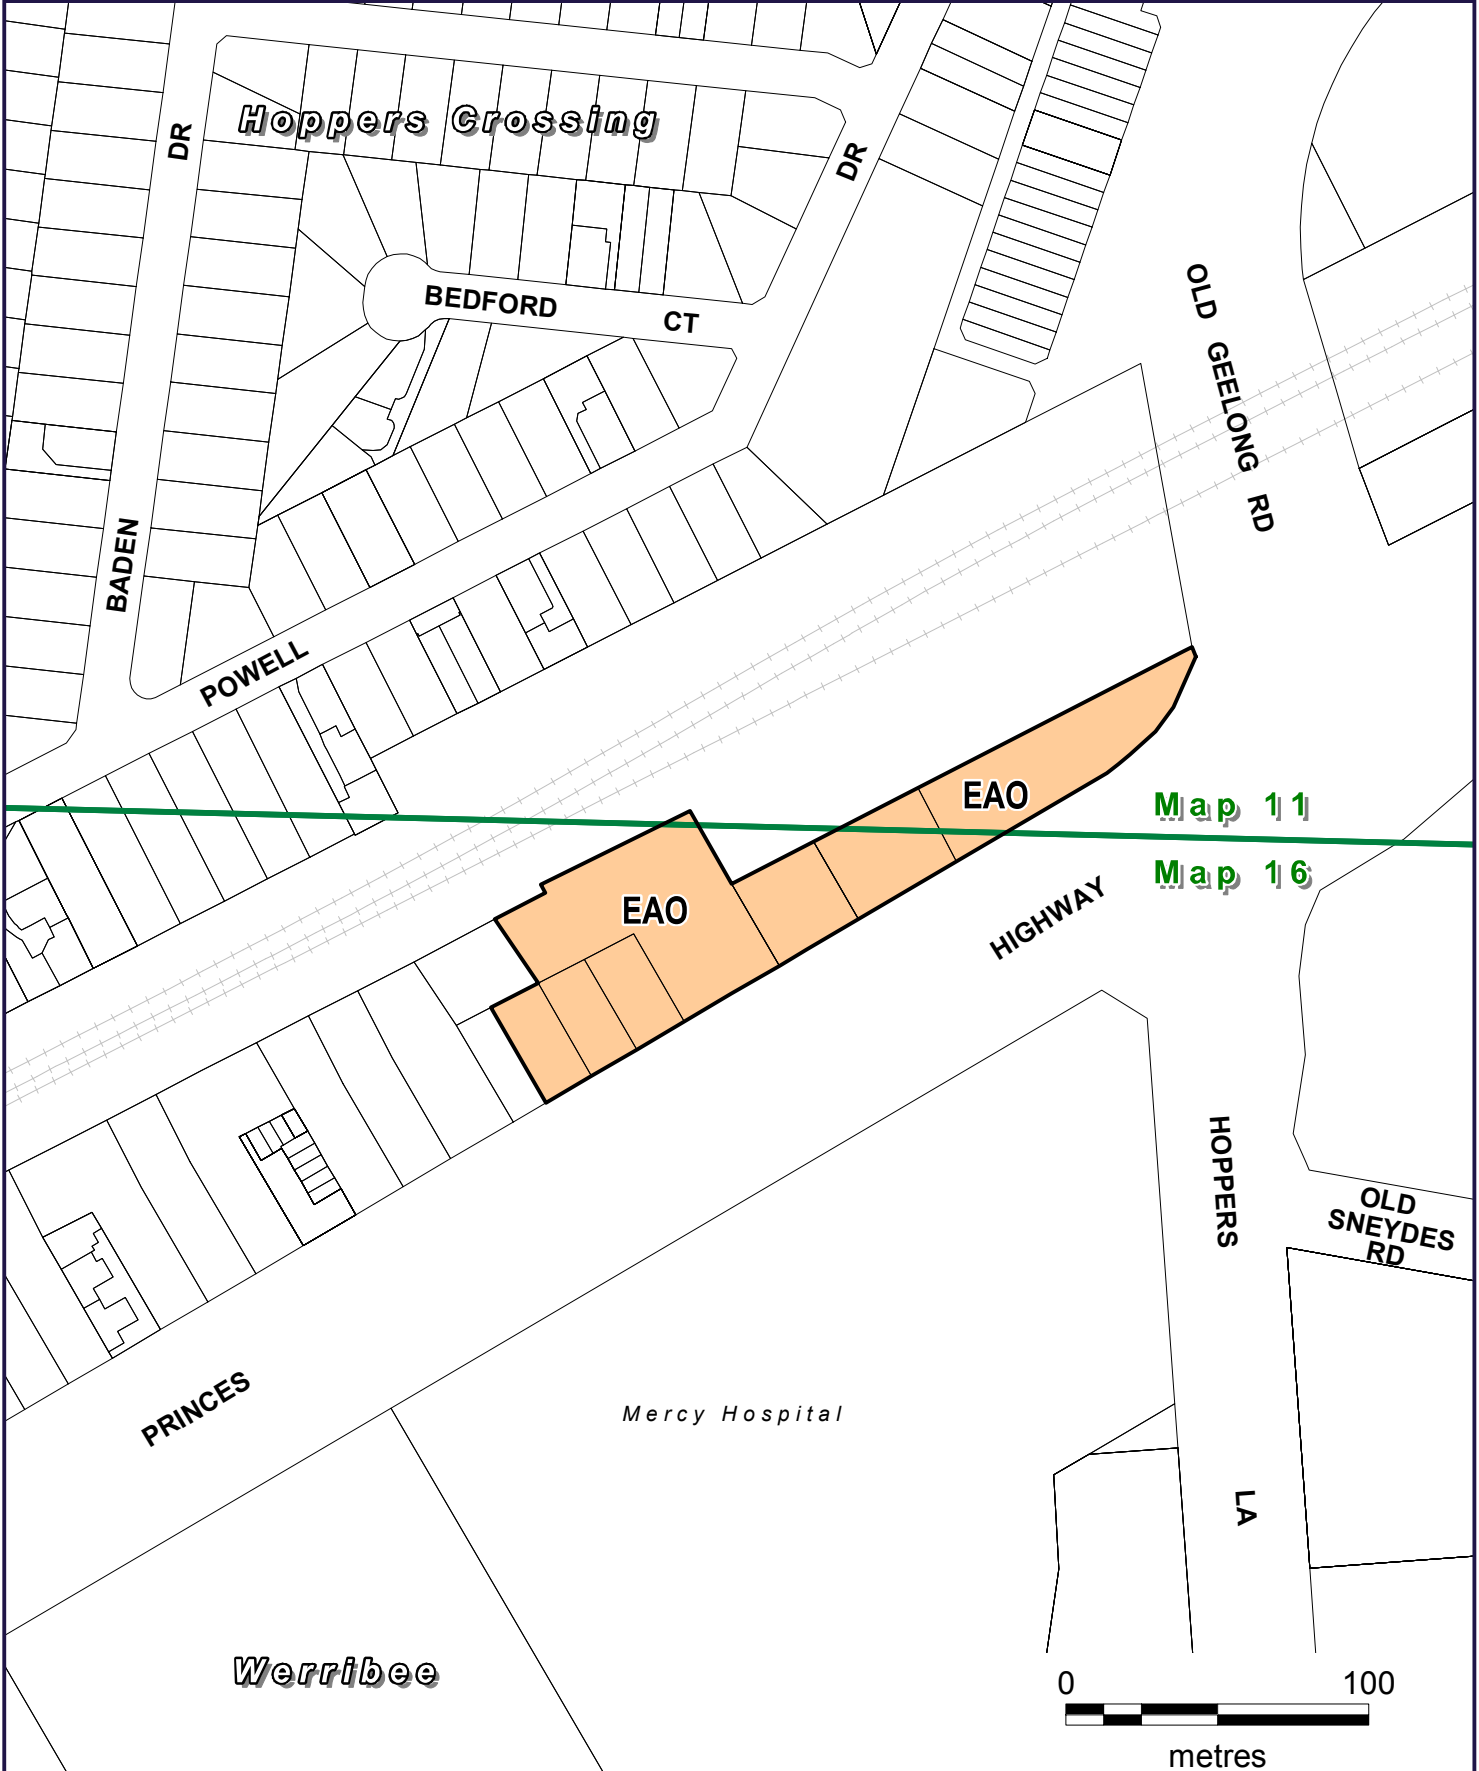 Hoppers Crossing
DR
DR
BEDFORD
CT
OLD GEELONG RD
BADEN
POWELL
EAO
Map 11
EAO
Map 16
HIGHWAY
HOPPERS
OLD
SNEYDES
RD
PRINCES
Mercy Hospital
LA
Werribee
0 100
metres